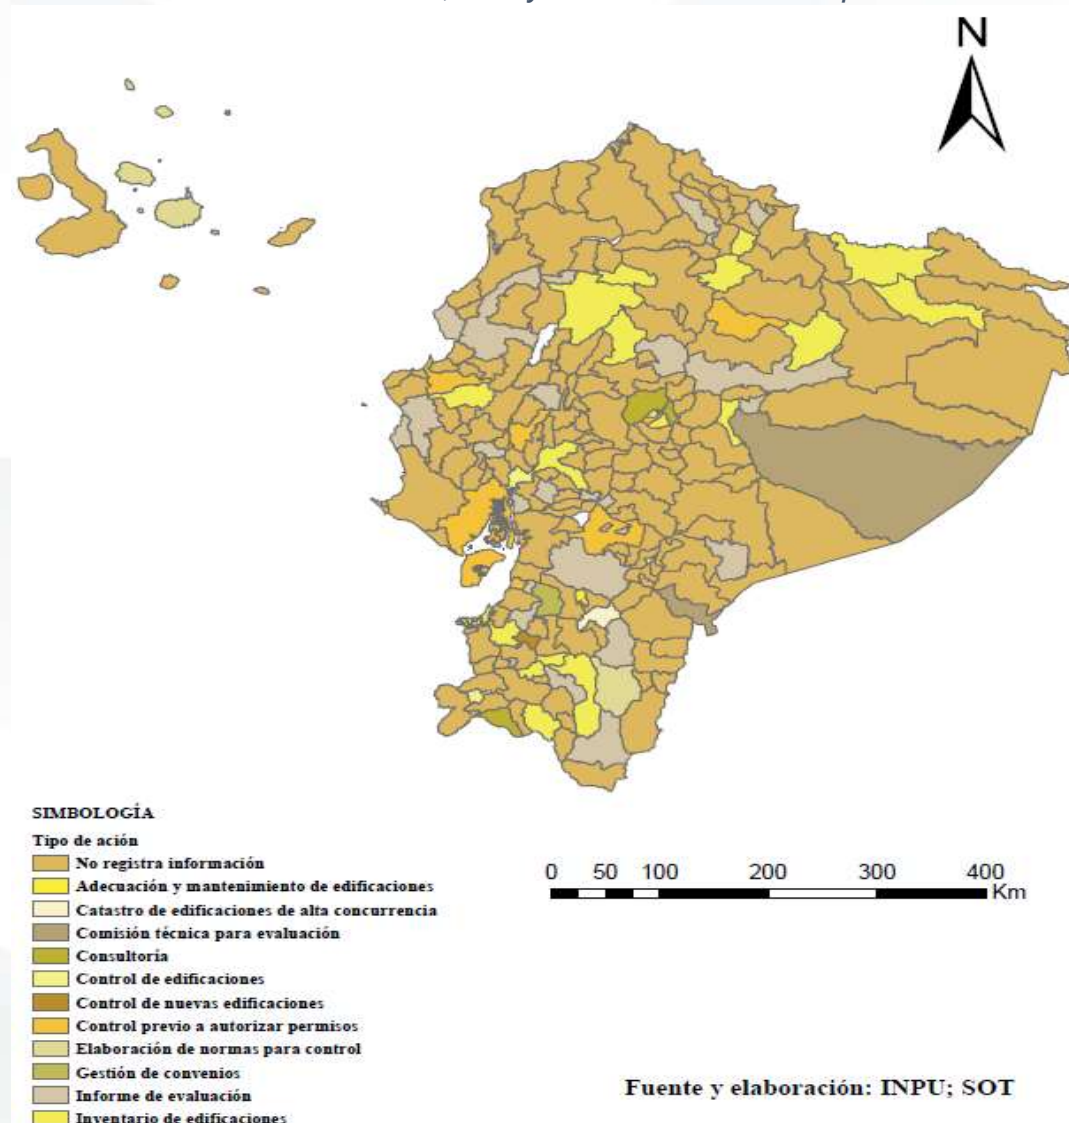 N
SIMBOLOGÍA
Tipo de ación
No registra información
Adecuación y mantenimiento de edificaciones
Catastro de edificaciones de alta concurrencia
Comisión técnica para evaluación
Consultoría
Control de edificaciones
Control de nuevas edificaciones
Control previo a autorizar permisos
Elaboración de normas para control
Gestión de convenios
Informe de evaluación
Inventario de edificaciones
0 50 100 200 300 400
Km
Fuente y elaboración: INPU; SOT